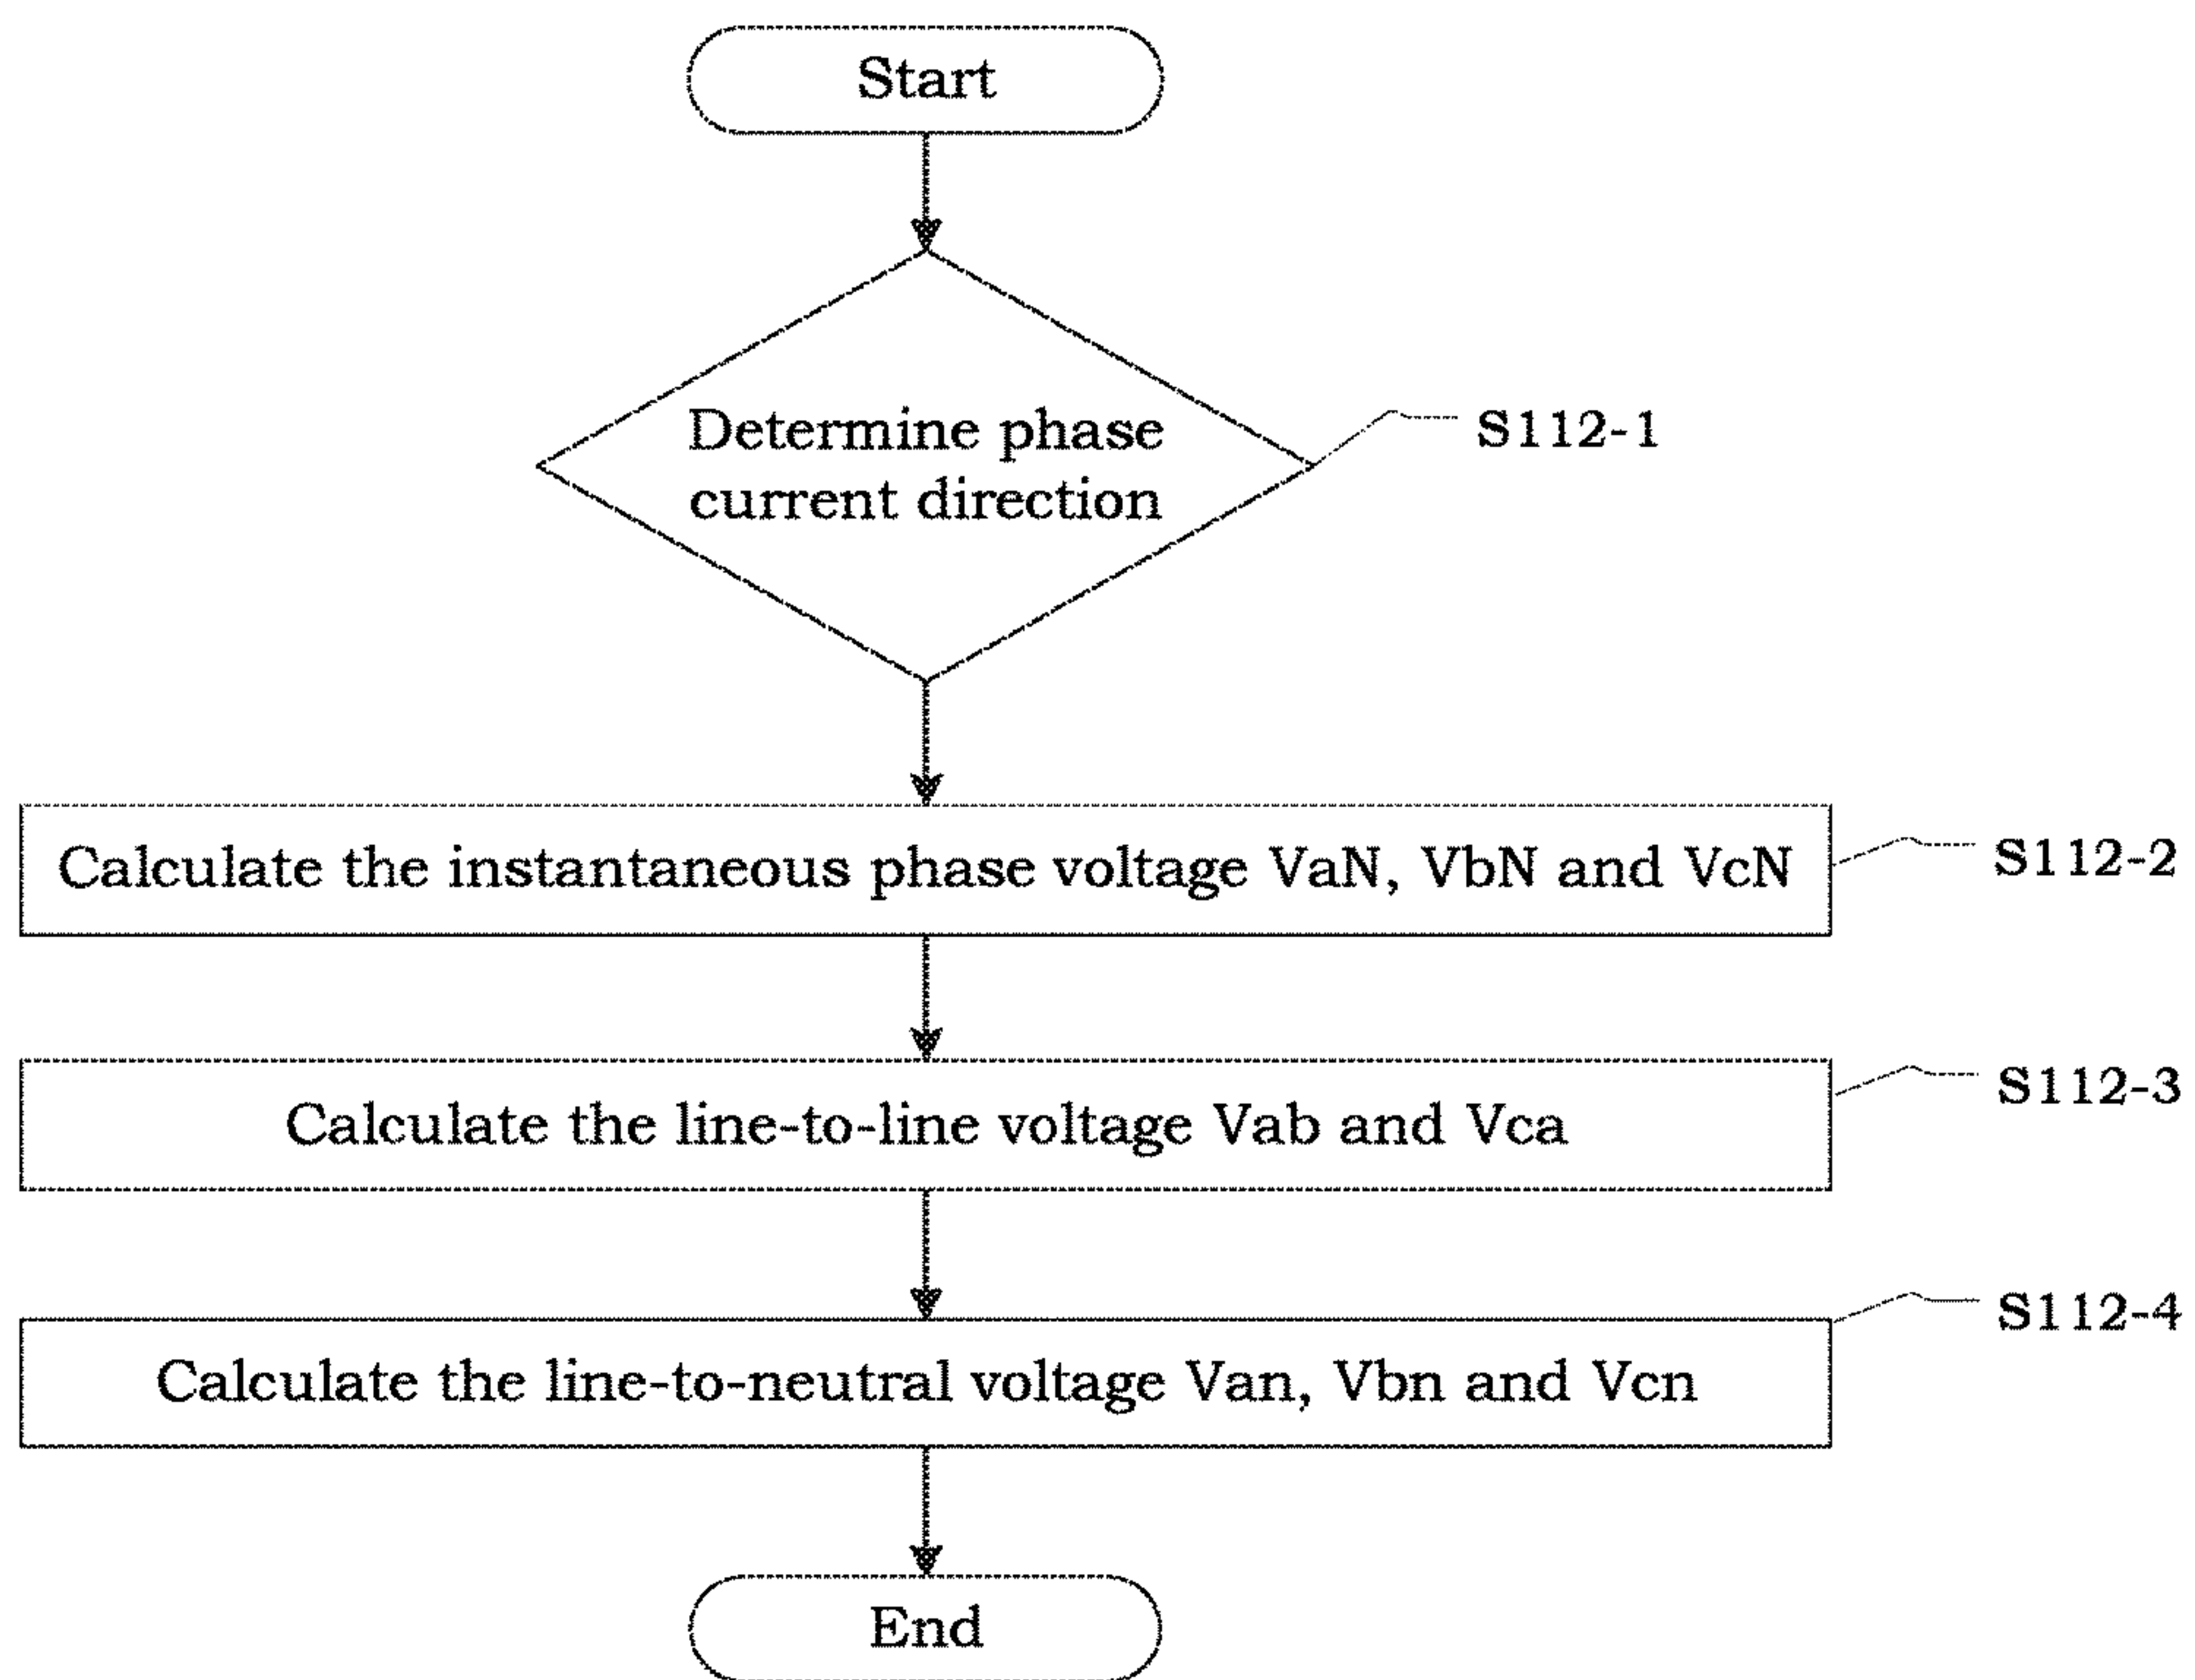 Start
Determine phase
current direction
S112-1
Calculate the instantaneous phase voltage VaN, VbN and VcN
S112-2
Calculate the line-to-line voltage Vab and Vca
S112-3
Calculate the line-to-neutral voltage Van, Vbn and Vcn
S112-4
End